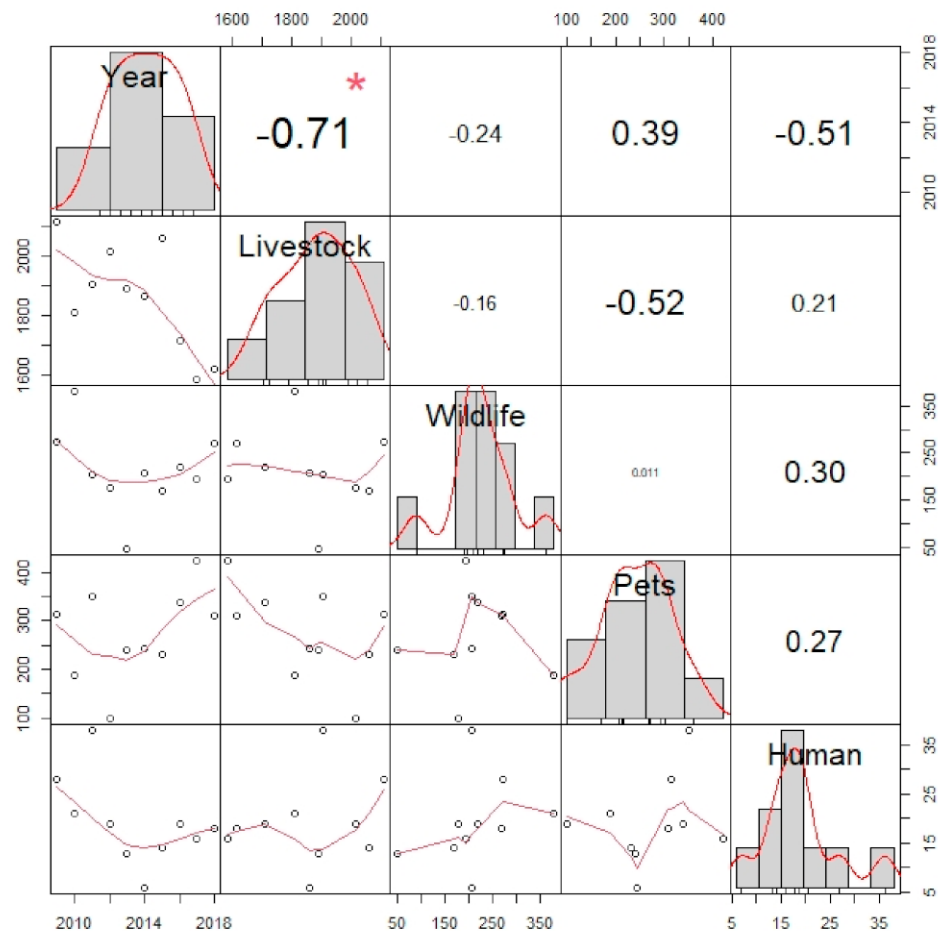 1600 1800 2000 100 200 300 400
Year * -0.71 -0.24 0.39 -0.51 2010 2014 2018
1600 1800 2000 Livestock -0.16 -0.52 0.21
Wildlife 0.011 0.30 50 150 250 350
100 200 300 400 Pets 0.27
Human 5 15 25 35
2010 2014 2018 50 150 250 350 5 15 25 35